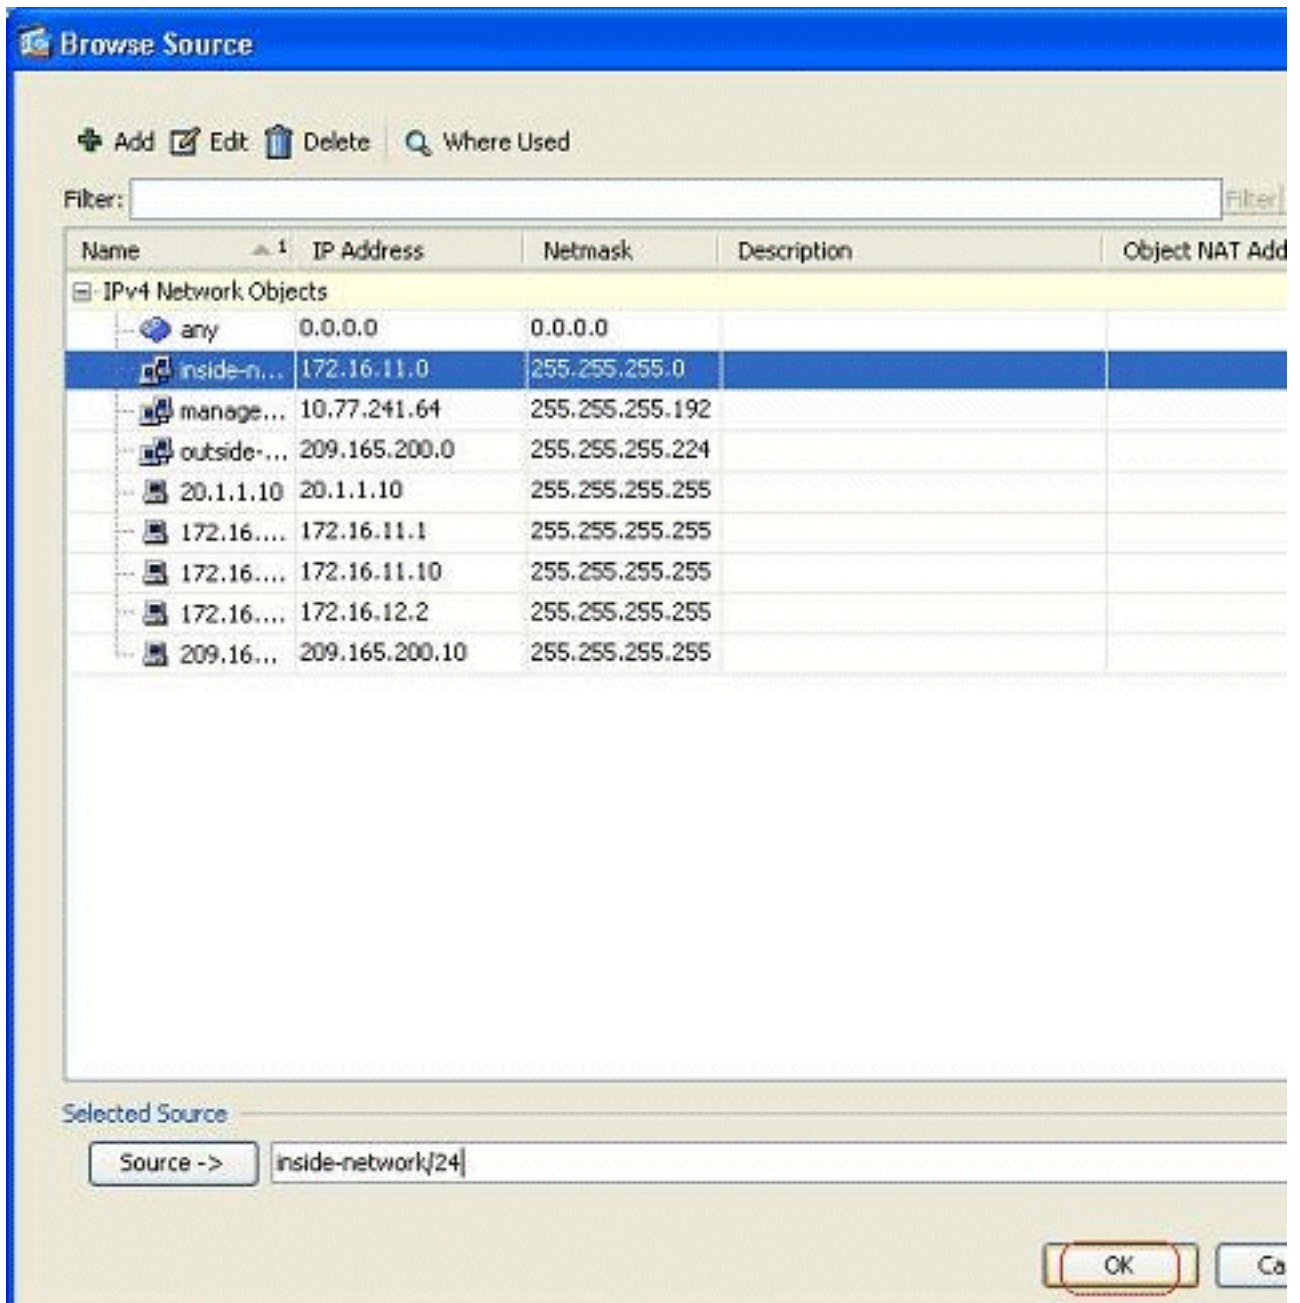 Browse Source
Add Edit Delete Where Used
Filter: Filter
Name 1 IP Address Netmask Description Object NAT Add
IPv4 Network Objects
any 0.0.0.0 0.0.0.0
inside-n... 172.16.11.0 255.255.255.0
manage... 10.77.241.64 255.255.255.192
outside-... 209.165.200.0 255.255.255.224
20.1.1.10 20.1.1.10 255.255.255.255
172.16.... 172.16.11.1 255.255.255.255
172.16.... 172.16.11.10 255.255.255.255
172.16.... 172.16.12.2 255.255.255.255
209.16... 209.165.200.10 255.255.255.255
Selected Source
Source -> inside-network/24
OK Ca